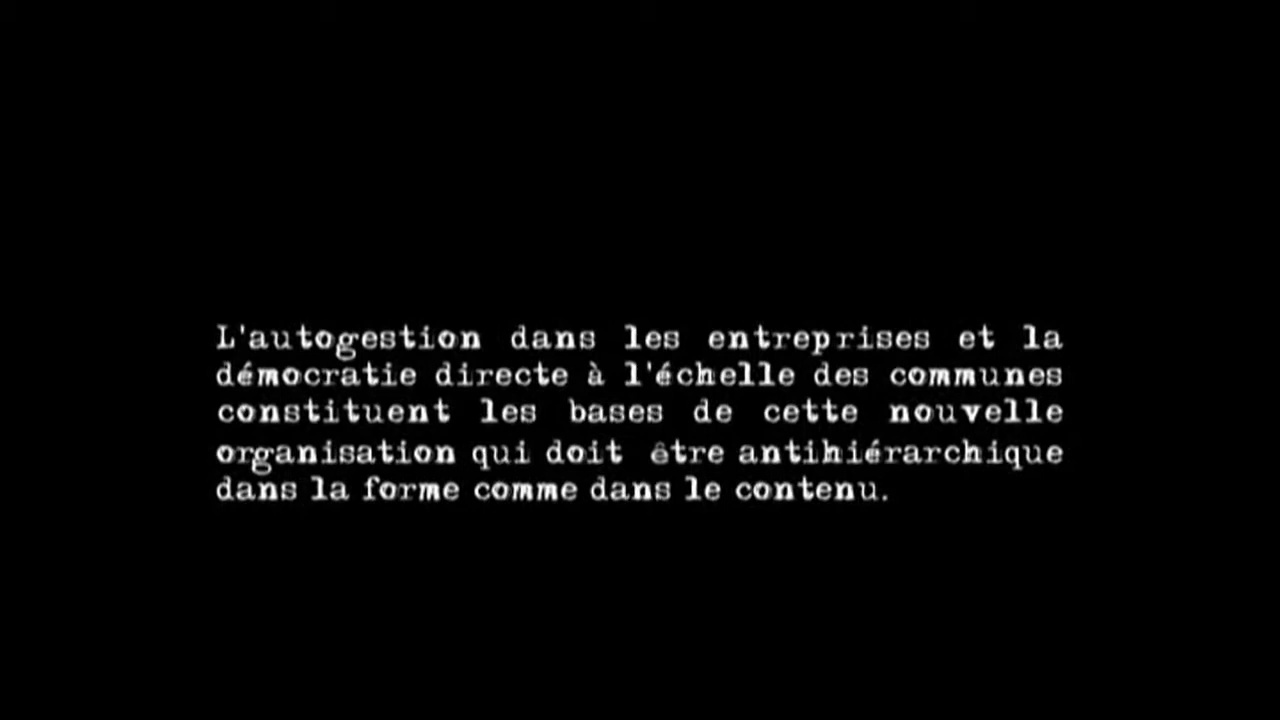 L'autogestion dans les entreprises et la
démocratie directe à l'échelle des communes
constituent les bases de cette nouvelle
organisation qui doit être antihiérarchique
dans la forme comme dans le contenu.